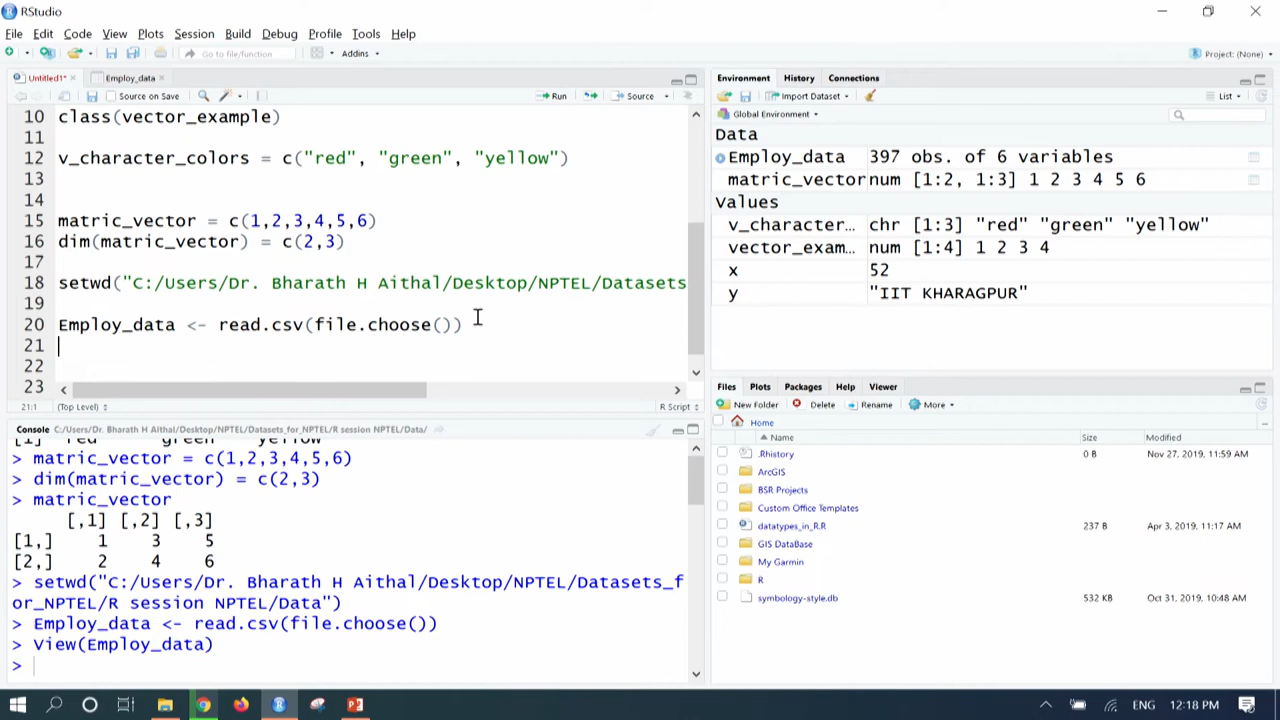 RStudio
File Edit Code View Plots Session Build Debug Profile Tools Help
Go to file/function Addins Project: (None)
Untitled1* Employ_data
Source on Save Run Source
10 class(vector_example)
11
12 v_character_colors = c("red", "green", "yellow")
13
14
15 matric_vector = c(1,2,3,4,5,6)
16 dim(matric_vector) = c(2,3)
17
18 setwd("C:/Users/Dr. Bharath H Aithal/Desktop/NPTEL/Datasets
19
20 Employ_data <- read.csv(file.choose())
21
22
23
21:1 (Top Level) R Script
Console C:/Users/Dr. Bharath H Aithal/Desktop/NPTEL/Datasets_for_NPTEL/R session NPTEL/Data/
[1] "red" "green" "yellow"
> matric_vector = c(1,2,3,4,5,6)
> dim(matric_vector) = c(2,3)
> matric_vector
[,1] [,2] [,3]
[1,] 1 3 5
[2,] 2 4 6
> setwd("C:/Users/Dr. Bharath H Aithal/Desktop/NPTEL/Datasets_f
or_NPTEL/R session NPTEL/Data")
> Employ_data <- read.csv(file.choose())
> View(Employ_data)
>
Environment History Connections
Import Dataset List
Global Environment
Data
Employ_data 397 obs. of 6 variables
matric_vector num [1:2, 1:3] 1 2 3 4 5 6
Values
v_character… chr [1:3] "red" "green" "yellow"
vector_exam… num [1:4] 1 2 3 4
x 52
y "IIT KHARAGPUR"
Files Plots Packages Help Viewer
New Folder Delete Rename More
Home
Name Size Modified
.Rhistory 0 B Nov 27, 2019, 11:59 AM
ArcGIS
BSR Projects
Custom Office Templates
datatypes_in_R.R 237 B Apr 3, 2019, 11:17 AM
GIS DataBase
My Garmin
R
symbology-style.db 532 KB Oct 31, 2019, 10:48 AM
ENG 12:18 PM